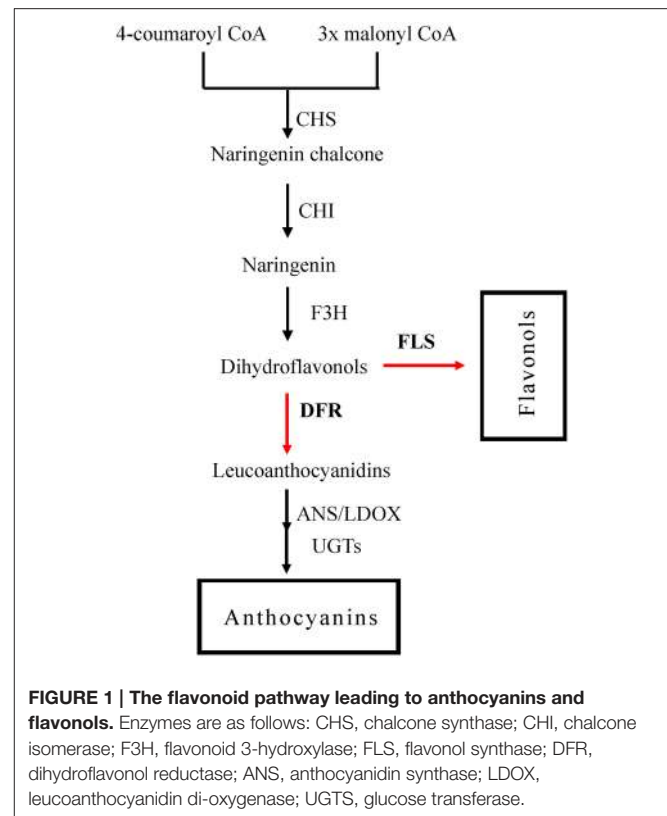 4-coumaroyl CoA 3x malonyl CoA
CHS
Naringenin chalcone
CHI
Naringenin
F3H
FLS
Dihydroflavonols
Flavonols
DFR
Leucoanthocyanidins
ANS/LDOX
UGTs
Anthocyanins
FIGURE 1 | The flavonoid pathway leading to anthocyanins and
flavonols. Enzymes are as follows: CHS, chalcone synthase; CHI, chalcone
isomerase; F3H, flavonoid 3-hydroxylase; FLS, flavonol synthase; DFR,
dihydroflavonol reductase; ANS, anthocyanidin synthase; LDOX,
leucoanthocyanidin di-oxygenase; UGTS, glucose transferase.